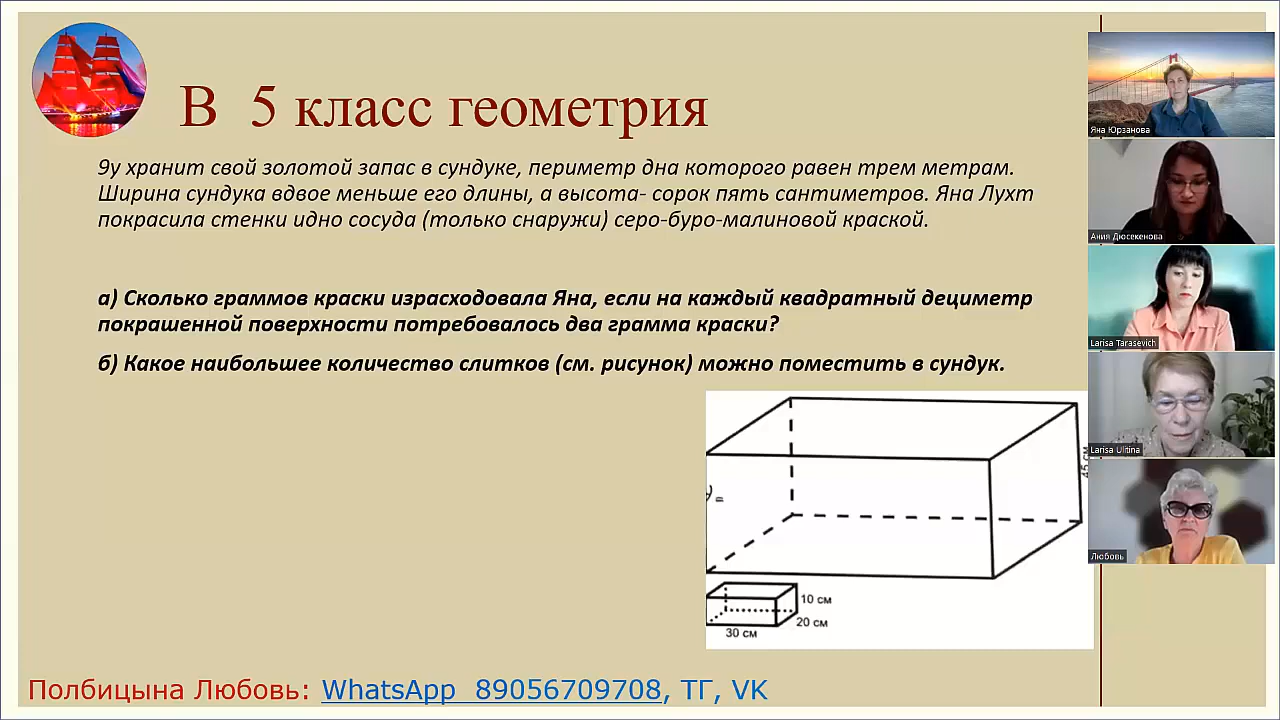 В 5 класс геометрия
9у хранит свой золотой запас в сундуке, периметр дна которого равен трем метрам.
Ширина сундука вдвое меньше его длины, а высота- сорок пять сантиметров. Яна Лухт
покрасила стенки идно сосуда (только снаружи) серо-буро-малиновой краской.
а) Сколько граммов краски израсходовала Яна, если на каждый квадратный дециметр
покрашенной поверхности потребовалось два грамма краски?
б) Какое наибольшее количество слитков (см. рисунок) можно поместить в сундук.
45 см
10 см
20 см
30 см
Яна Юрзанова
Ания Дюсекенова
Larisa Tarasevich
Larisa Ulitina
Любовь
Полбицына Любовь: WhatsApp 89056709708, ТГ, VK